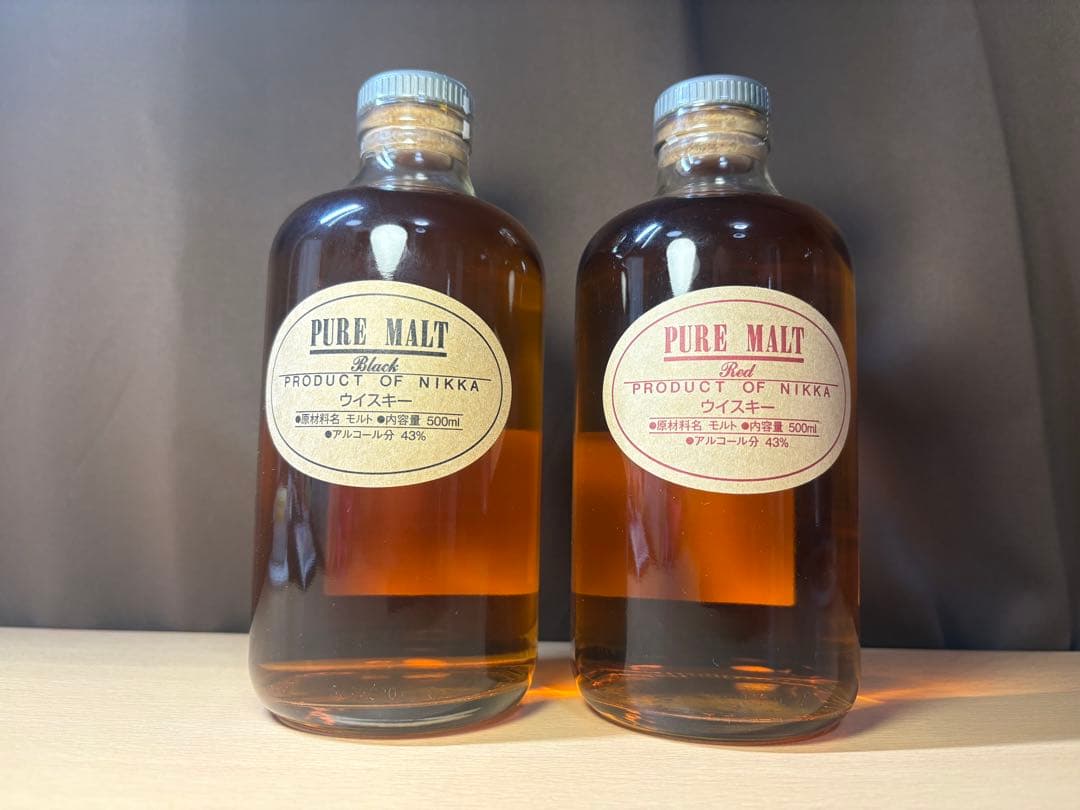 PURE MALT
Black
PRODUCT OF NIKKA
ウイスキー
●原材料名 モルト ●内容量 500ml
●アルコール分 43%
PURE MALT
Red
PRODUCT OF NIKKA
ウイスキー
●原材料名 モルト ●内容量 500ml
●アルコール分 43%